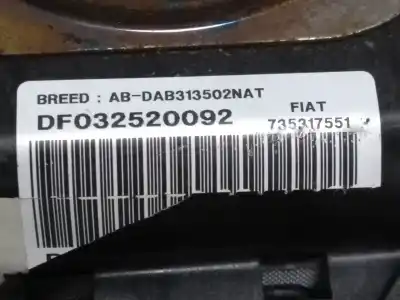 BREED : AB-DAB313502NAT
DF032520092
FIAT
735317551